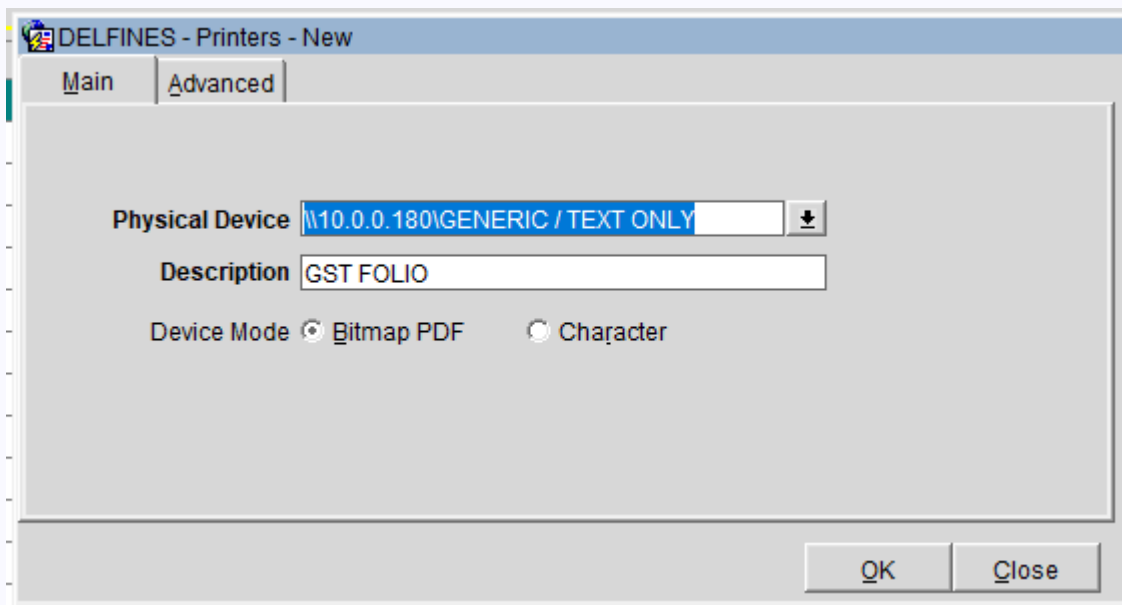 DELFINES - Printers - New
Main Advanced
Physical Device \\10.0.0.180\GENERIC / TEXT ONLY
Description GST FOLIO
Device Mode Bitmap PDF Character
OK Close